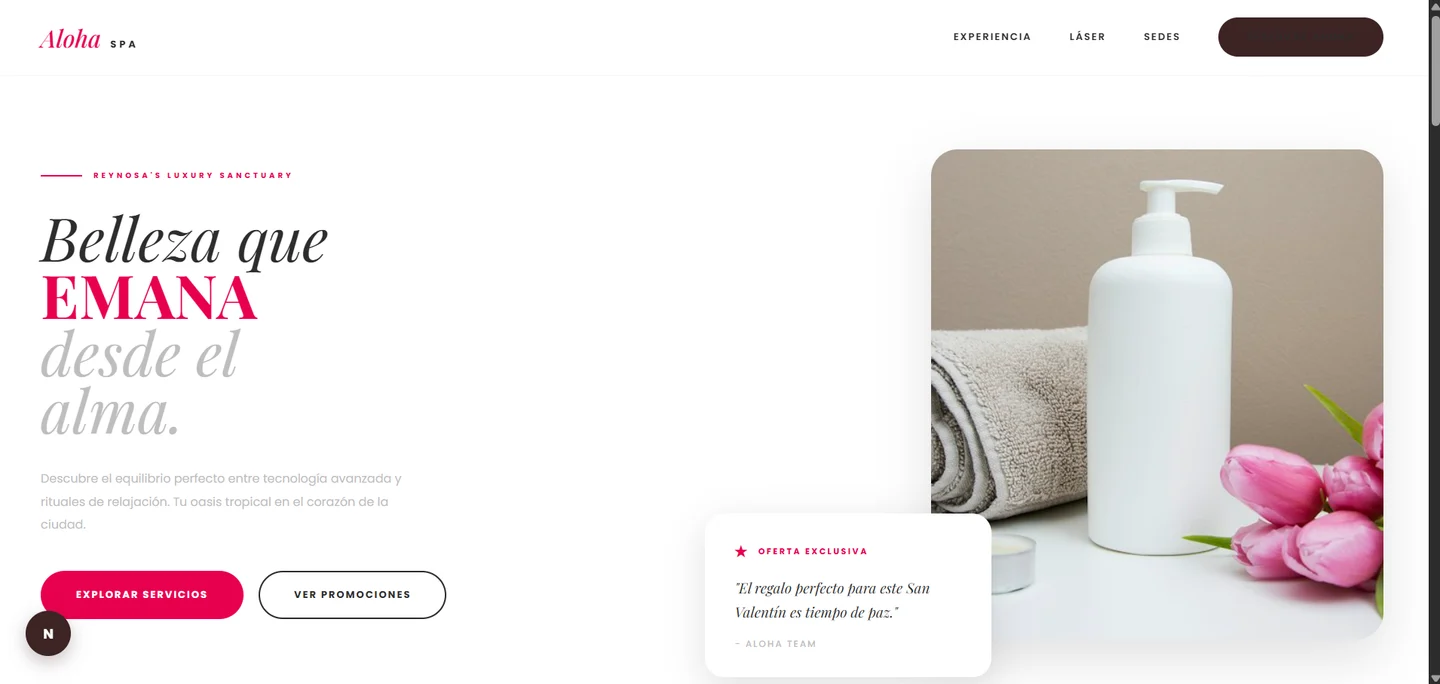 Aloha SPA
EXPERIENCIA
LÁSER
SEDES
REYNOSA'S LUXURY SANCTUARY
Belleza que
EMANA
desde el
alma.
Descubre el equilibrio perfecto entre tecnología avanzada y
rituales de relajación. Tu oasis tropical en el corazón de la
ciudad.
EXPLORAR SERVICIOS
VER PROMOCIONES
N
★ OFERTA EXCLUSIVA
"El regalo perfecto para este San
Valentín es tiempo de paz."
– ALOHA TEAM